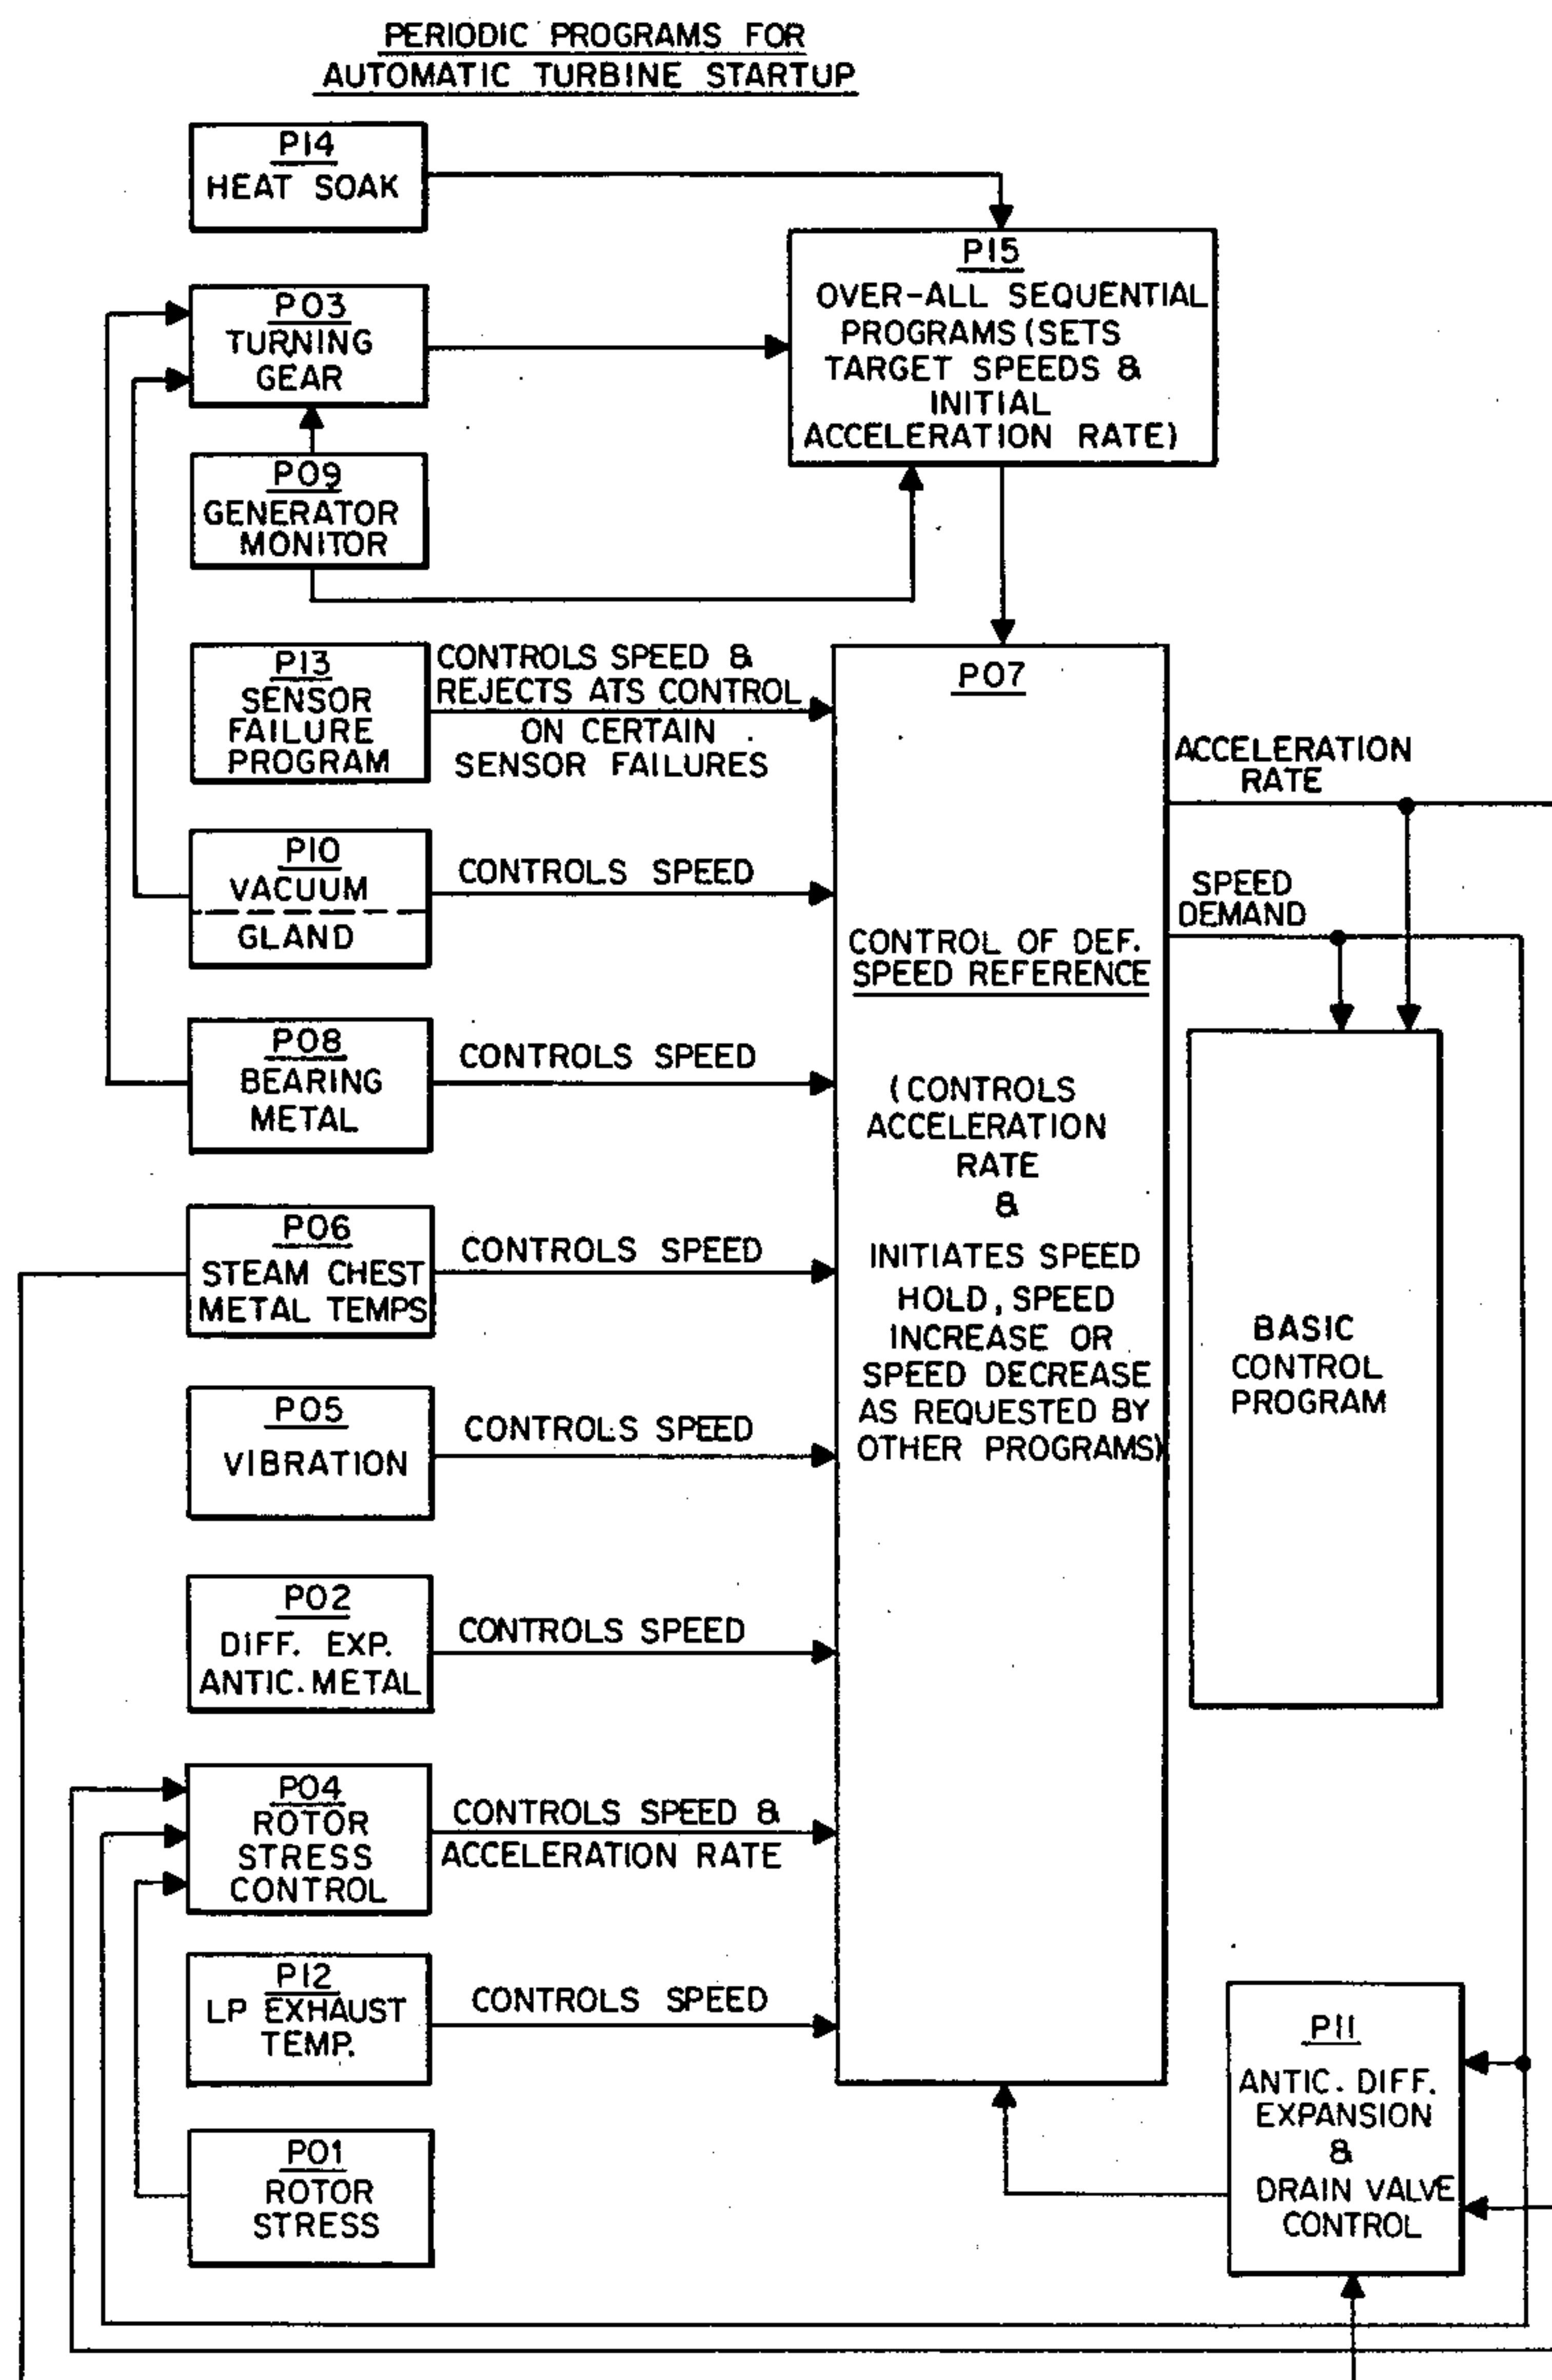 PERIODIC PROGRAMS FOR
AUTOMATIC TURBINE STARTUP
P14
HEAT SOAK
P15
OVER-ALL SEQUENTIAL
PROGRAMS (SETS
TARGET SPEEDS &
INITIAL
ACCELERATION RATE)
P03
TURNING
GEAR
P09
GENERATOR
MONITOR
P13
SENSOR
FAILURE
PROGRAM
CONTROLS SPEED &
REJECTS ATS CONTROL
ON CERTAIN
SENSOR FAILURES
P07
CONTROL OF DEF.
SPEED REFERENCE
(CONTROLS
ACCELERATION
RATE
&
INITIATES SPEED
HOLD, SPEED
INCREASE OR
SPEED DECREASE
AS REQUESTED BY
OTHER PROGRAMS)
ACCELERATION
RATE
SPEED
DEMAND
BASIC
CONTROL
PROGRAM
P10
VACUUM
GLAND
CONTROLS SPEED
P08
BEARING
METAL
CONTROLS SPEED
P06
STEAM CHEST
METAL TEMPS
CONTROLS SPEED
P05
VIBRATION
CONTROLS SPEED
P02
DIFF. EXP.
ANTIC. METAL
CONTROLS SPEED
P04
ROTOR
STRESS
CONTROL
CONTROLS SPEED &
ACCELERATION RATE
P12
LP EXHAUST
TEMP.
CONTROLS SPEED
P01
ROTOR
STRESS
P11
ANTIC. DIFF.
EXPANSION
&
DRAIN VALVE
CONTROL